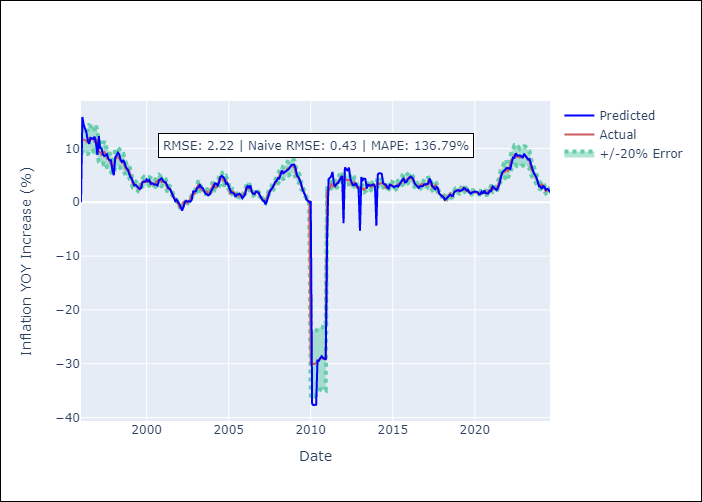 Predicted
Actual
+/-20% Error
RMSE: 2.22 | Naive RMSE: 0.43 | MAPE: 136.79%
Inflation YOY Increase (%)
10
0
−10
−20
−30
−40
2000
2005
2010
2015
2020
Date